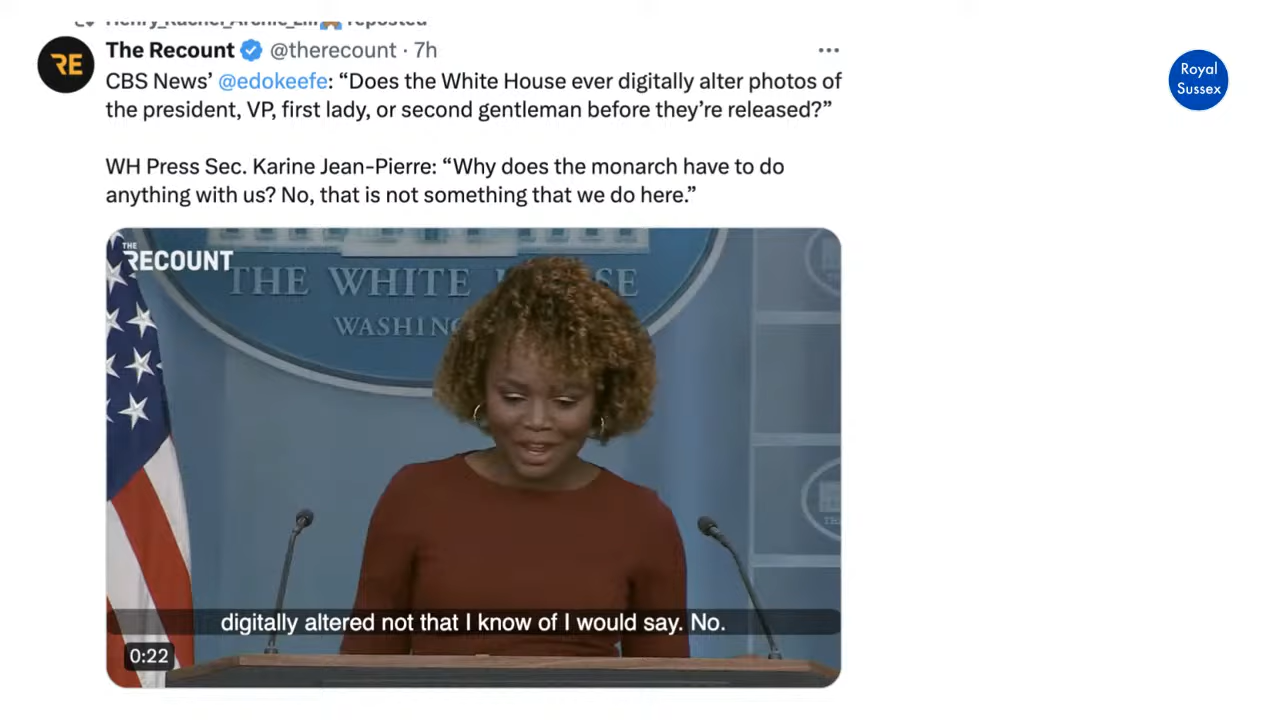 reposted
RE The Recount @therecount · 7h
Royal
Sussex
CBS News’ @edokeefe: “Does the White House ever digitally alter photos of
the president, VP, first lady, or second gentleman before they’re released?”
WH Press Sec. Karine Jean-Pierre: “Why does the monarch have to do
anything with us? No, that is not something that we do here.”
THE
RECOUNT
THE WHITE HOUSE
digitally altered not that I know of I would say. No.
0:22